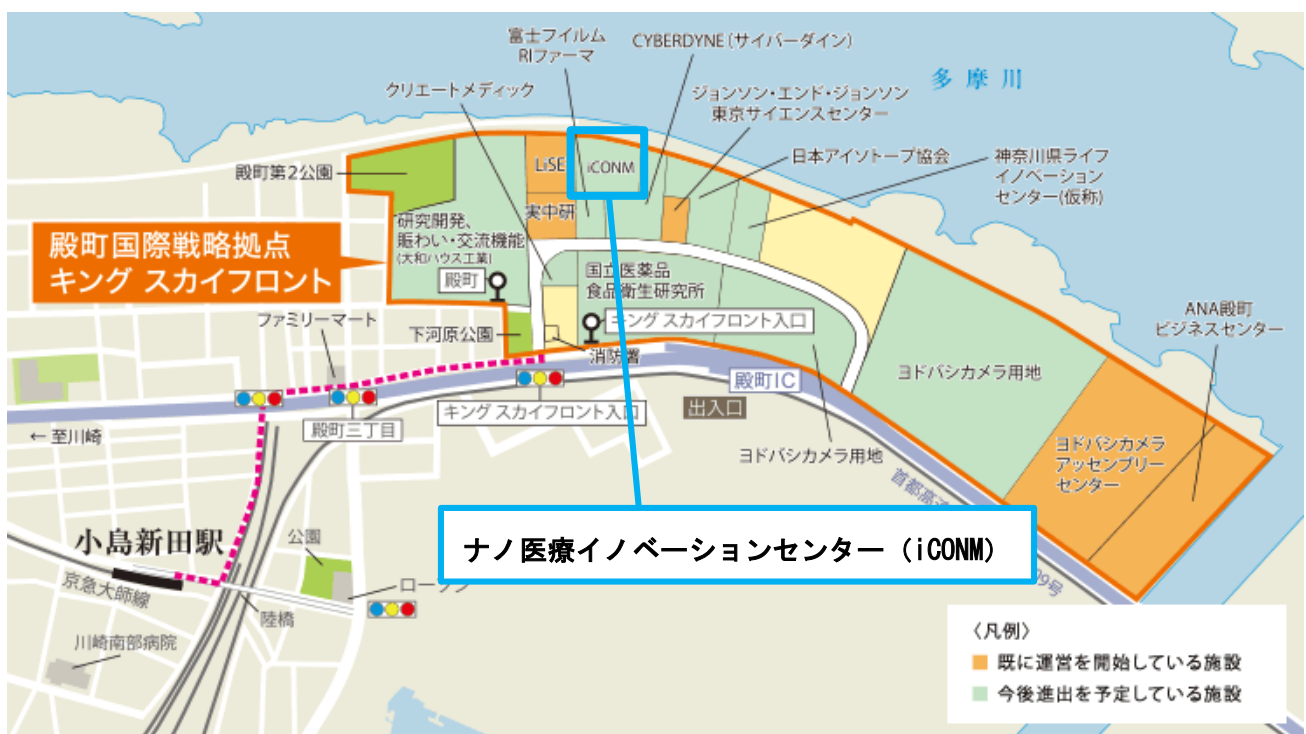 富士フイルム
RIファーマ
CYBERDYNE(サイバーダイン)
多摩川
クリエートメディック
ジョンソン・エンド・ジョンソン
東京サイエンスセンター
日本アイソトープ協会
神奈川県ライフ
イノベーション
センター(仮称)
殿町第2公園
LiSE
iCONM
実中研
研究開発、
賑わい・交流機能
(大和ハウス工業)
殿町国際戦略拠点
キング スカイフロント
殿町
国立医薬品
食品衛生研究所
ANA殿町
ビジネスセンター
ファミリーマート
下河原公園
キング スカイフロント入口
消防署
殿町IC
ヨドバシカメラ用地
出入口
キング スカイフロント入口
殿町三丁目
← 至川崎
ヨドバシカメラ用地
ヨドバシカメラ
アッセンブリー
センター
首都高速
09号
ナノ医療イノベーションセンター（iCONM）
小島新田駅
公園
京急大師線
ローソン
陸橋
川崎南部病院
〈凡例〉
既に運営を開始している施設
今後進出を予定している施設